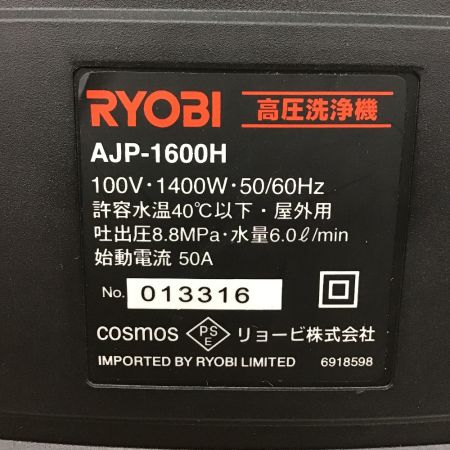 RYOBI 高圧洗浄機
AJP-1600H
100V・1400W・50/60Hz
許容水温40℃以下・屋外用
吐出圧8.8MPa・水量6.0ℓ/min
始動電流 50A
No. 013316
cosmos PSE リョービ株式会社
IMPORTED BY RYOBI LIMITED 6918598